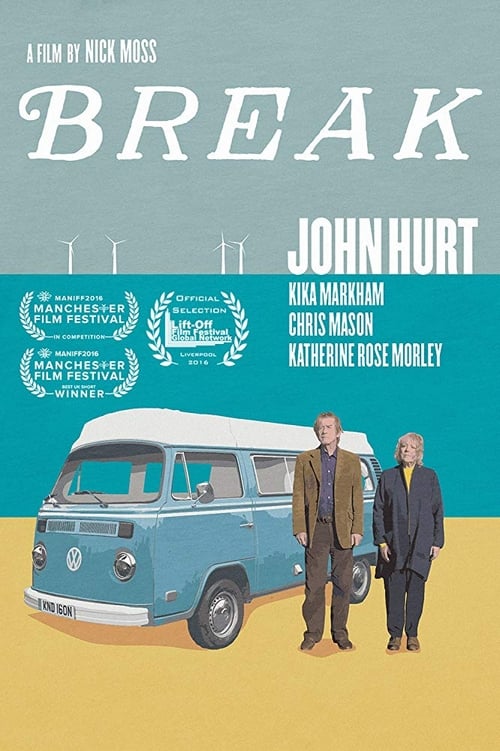 A FILM BY NICK MOSS
BREAK
JOHN HURT
KIKA MARKHAM
CHRIS MASON
KATHERINE ROSE MORLEY
MANIFF2016
MANCHESTER
FILM FESTIVAL
IN COMPETITION
MANIFF2016
MANCHESTER
FILM FESTIVAL
BEST UK SHORT
WINNER
OFFICIAL
SELECTION
Lift-Off
Film Festival
Global Network
LIVERPOOL
2016
KND 160N